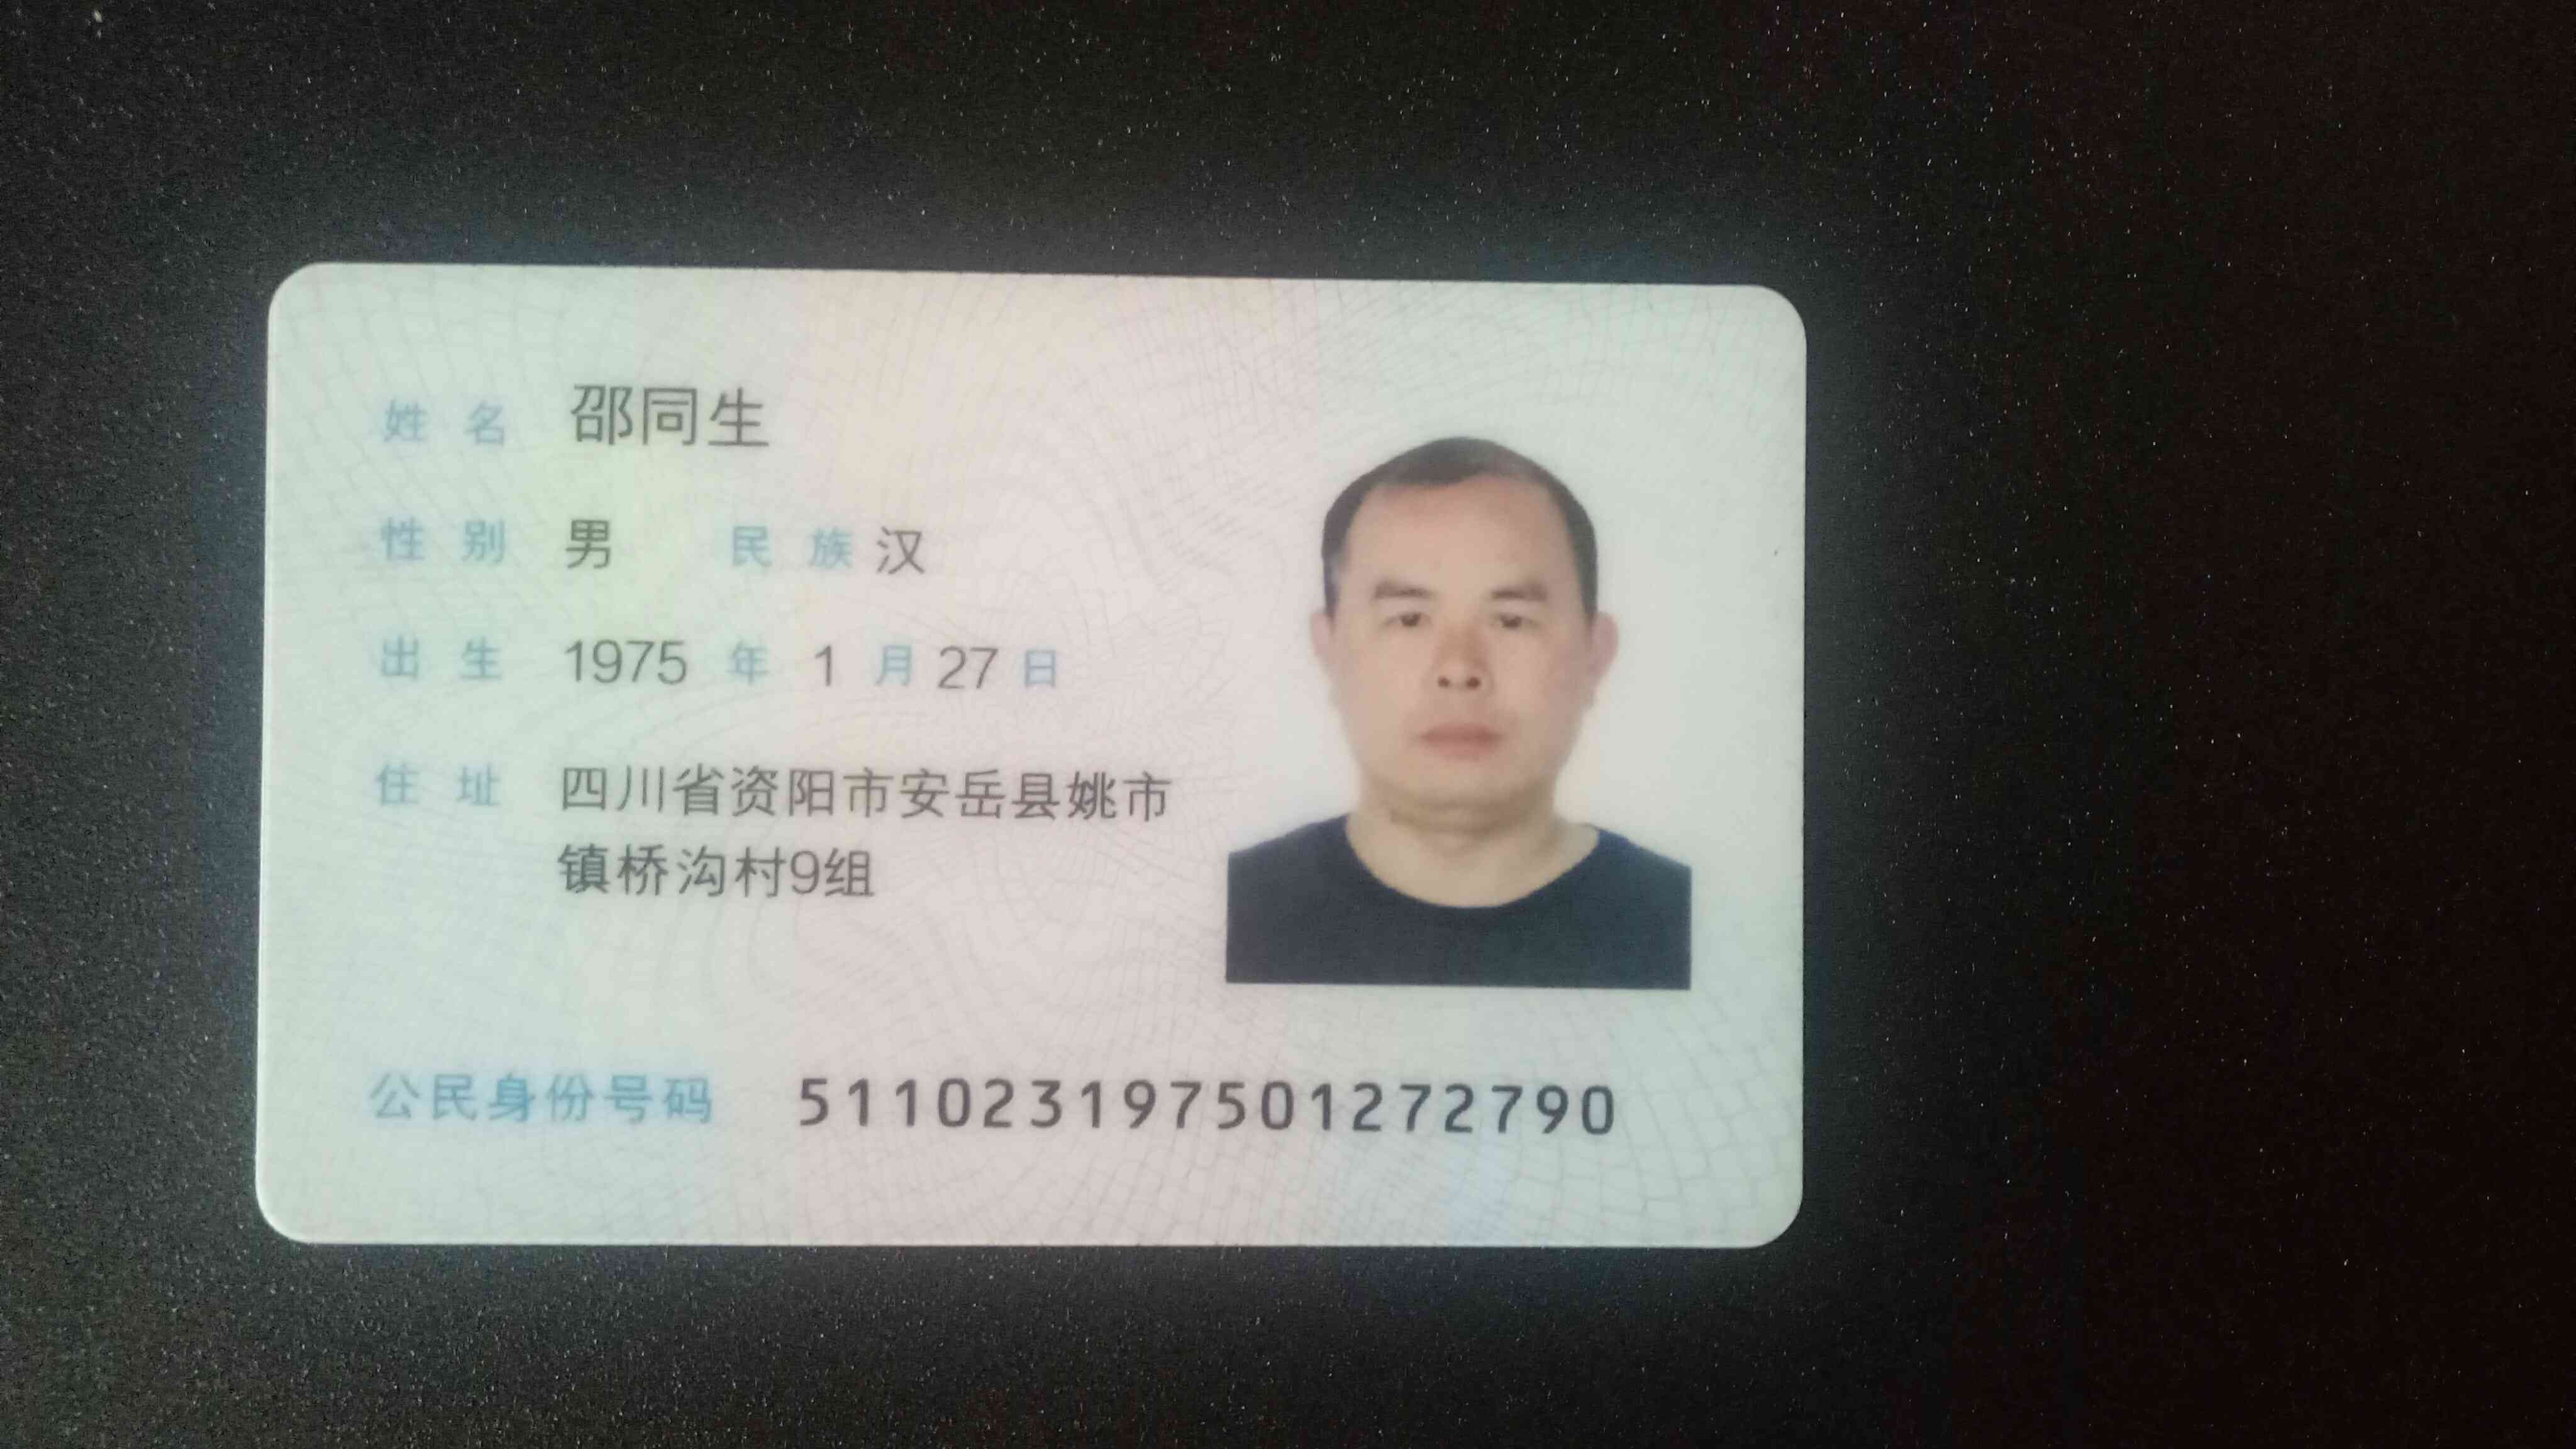 姓名 邵同生
性别 男 民族 汉
出生 1975 年 1 月 27 日
住址 四川省资阳市安岳县姚市
镇桥沟村9组
公民身份号码 511023197501272790